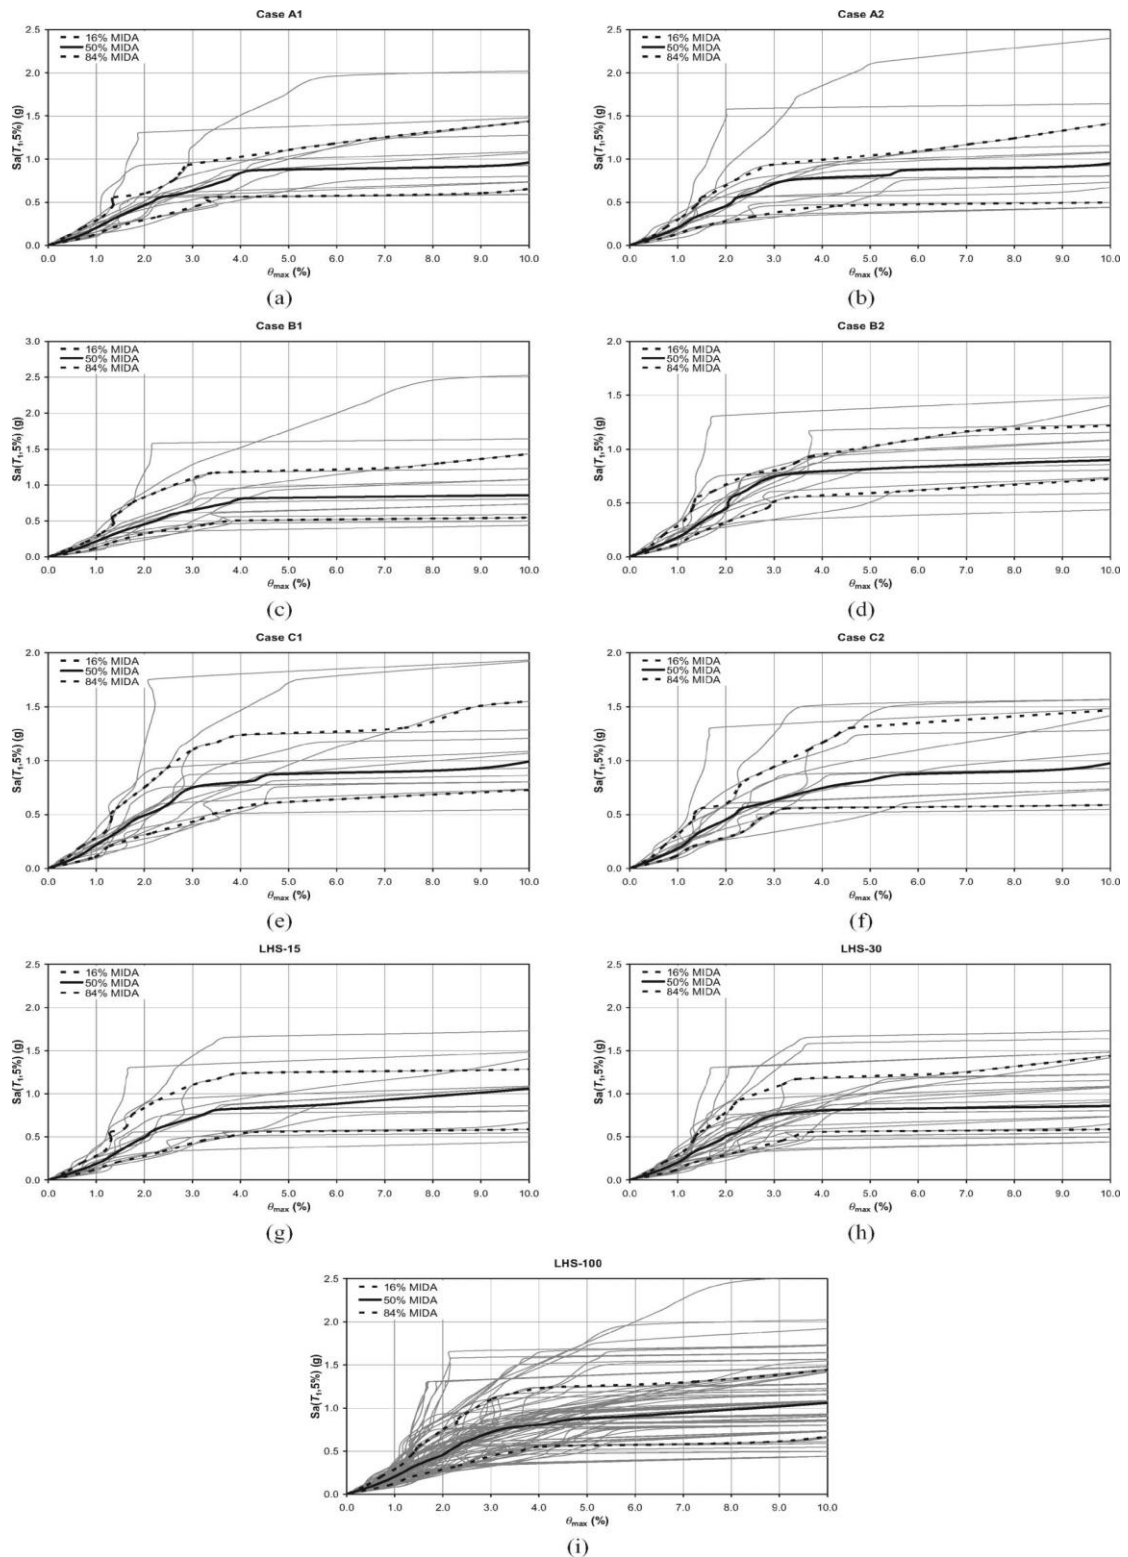 Case A1
16% MIDA
50% MIDA
84% MIDA
Sa(T1,5%) (g)
2.5
2.0
1.5
1.0
0.5
0.0
0.0 1.0 2.0 3.0 4.0 5.0 6.0 7.0 8.0 9.0 10.0
θmax (%)
(a)
Case A2
16% MIDA
50% MIDA
84% MIDA
Sa(T1,5%) (g)
2.5
2.0
1.5
1.0
0.5
0.0
0.0 1.0 2.0 3.0 4.0 5.0 6.0 7.0 8.0 9.0 10.0
θmax (%)
(b)
Case B1
16% MIDA
50% MIDA
84% MIDA
Sa(T1,5%) (g)
3.0
2.5
2.0
1.5
1.0
0.5
0.0
0.0 1.0 2.0 3.0 4.0 5.0 6.0 7.0 8.0 9.0 10.0
θmax (%)
(c)
Case B2
16% MIDA
50% MIDA
84% MIDA
Sa(T1,5%) (g)
2.0
1.5
1.0
0.5
0.0
0.0 1.0 2.0 3.0 4.0 5.0 6.0 7.0 8.0 9.0 10.0
θmax (%)
(d)
Case C1
16% MIDA
50% MIDA
84% MIDA
Sa(T1,5%) (g)
2.0
1.5
1.0
0.5
0.0
0.0 1.0 2.0 3.0 4.0 5.0 6.0 7.0 8.0 9.0 10.0
θmax (%)
(e)
Case C2
16% MIDA
50% MIDA
84% MIDA
Sa(T1,5%) (g)
2.0
1.5
1.0
0.5
0.0
0.0 1.0 2.0 3.0 4.0 5.0 6.0 7.0 8.0 9.0 10.0
θmax (%)
(f)
LHS-15
16% MIDA
50% MIDA
84% MIDA
Sa(T1,5%) (g)
2.5
2.0
1.5
1.0
0.5
0.0
0.0 1.0 2.0 3.0 4.0 5.0 6.0 7.0 8.0 9.0 10.0
θmax (%)
(g)
LHS-30
16% MIDA
50% MIDA
84% MIDA
Sa(T1,5%) (g)
2.5
2.0
1.5
1.0
0.5
0.0
0.0 1.0 2.0 3.0 4.0 5.0 6.0 7.0 8.0 9.0 10.0
θmax (%)
(h)
LHS-100
16% MIDA
50% MIDA
84% MIDA
Sa(T1,5%) (g)
2.5
2.0
1.5
1.0
0.5
0.0
0.0 1.0 2.0 3.0 4.0 5.0 6.0 7.0 8.0 9.0 10.0
θmax (%)
(i)